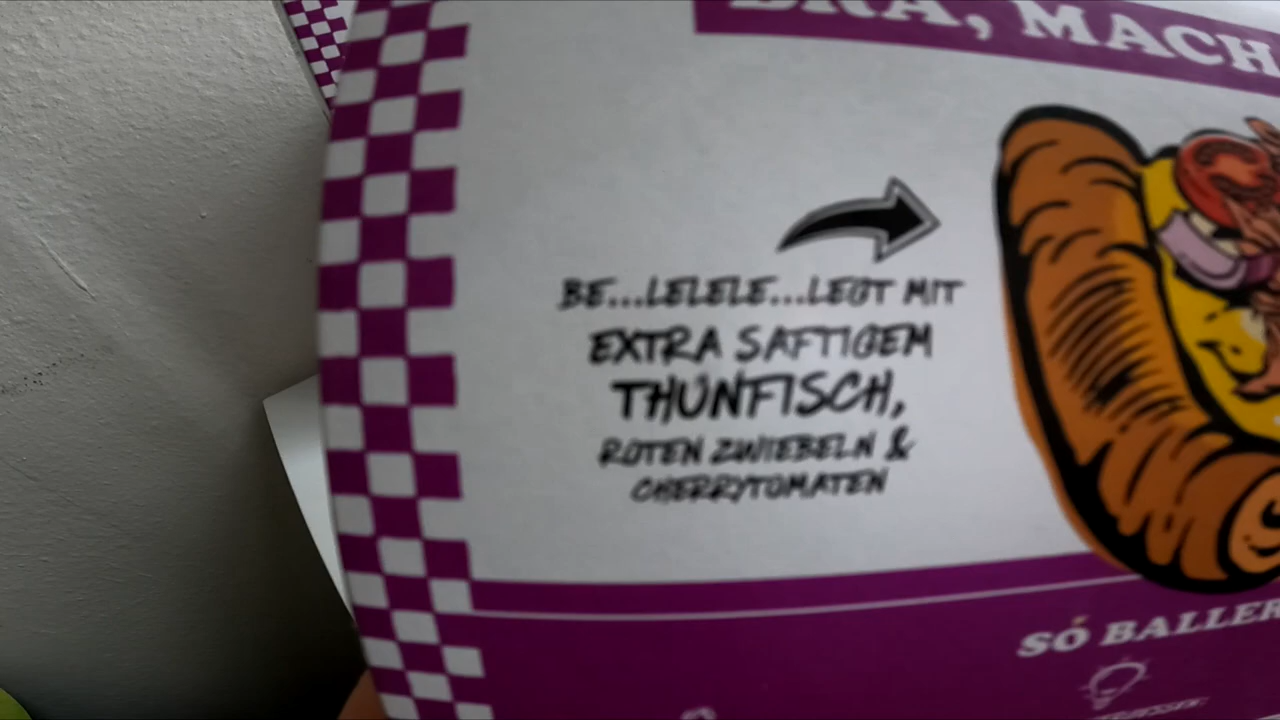 BRA, MACH
BE...LELELE...LEGT MIT
EXTRA SAFTIGEM
THUNFISCH,
ROTEN ZWIEBELN &
CHERRYTOMATEN
SO BALLER